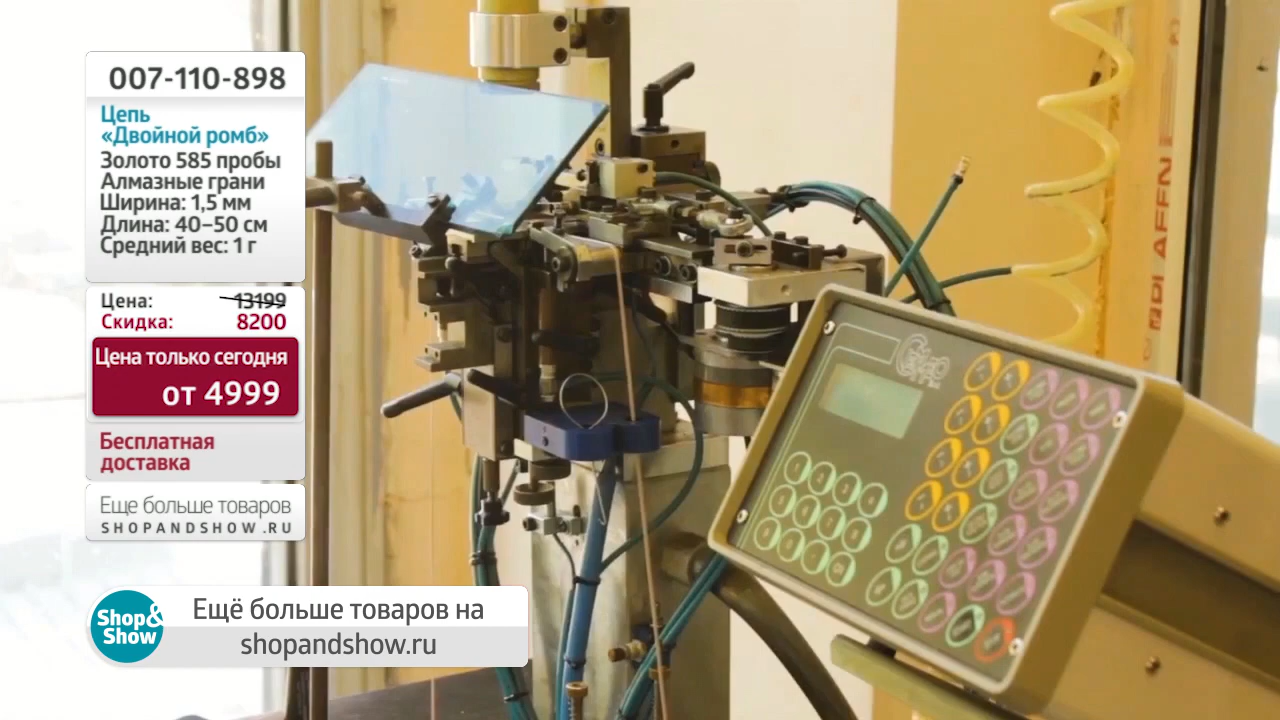 007-110-898
Цепь
«Двойной ромб»
Золото 585 пробы
Алмазные грани
Ширина: 1,5 мм
Длина: 40–50 см
Средний вес: 1 г
Цена: 13199
Скидка: 8200
Цена только сегодня
от 4999
Бесплатная
доставка
Еще больше товаров
SHOPANDSHOW.RU
Shop&
Show
Ещё больше товаров на
shopandshow.ru